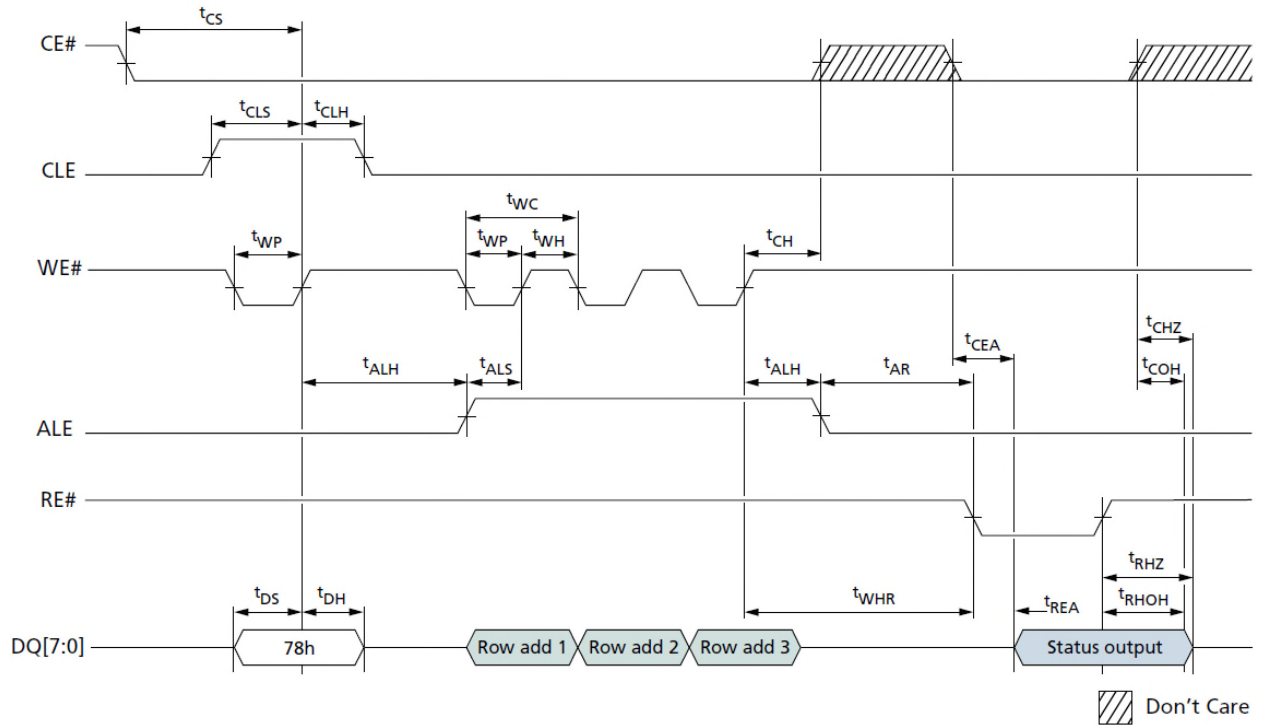 tCS
CE#
tCLS tCLH
CLE
tWC
tWP tWP tWH tCH
WE#
tCHZ
tCEA
tALH tALS tALH tAR tCOH
ALE
RE#
tRHZ
tDS tDH tWHR tREA tRHOH
DQ[7:0] 78h Row add 1 Row add 2 Row add 3 Status output
Don't Care